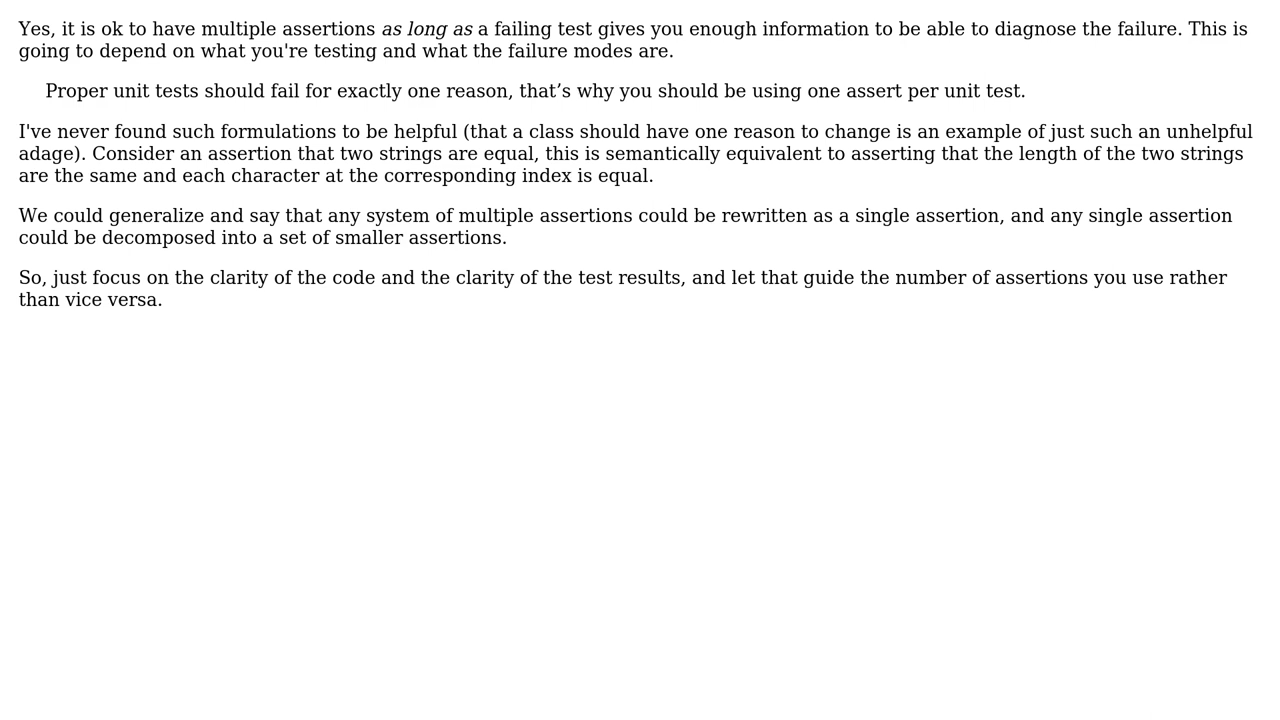 Yes, it is ok to have multiple assertions as long as a failing test gives you enough information to be able to diagnose the failure. This is
going to depend on what you're testing and what the failure modes are.
Proper unit tests should fail for exactly one reason, that’s why you should be using one assert per unit test.
I've never found such formulations to be helpful (that a class should have one reason to change is an example of just such an unhelpful
adage). Consider an assertion that two strings are equal, this is semantically equivalent to asserting that the length of the two strings
are the same and each character at the corresponding index is equal.
We could generalize and say that any system of multiple assertions could be rewritten as a single assertion, and any single assertion
could be decomposed into a set of smaller assertions.
So, just focus on the clarity of the code and the clarity of the test results, and let that guide the number of assertions you use rather
than vice versa.